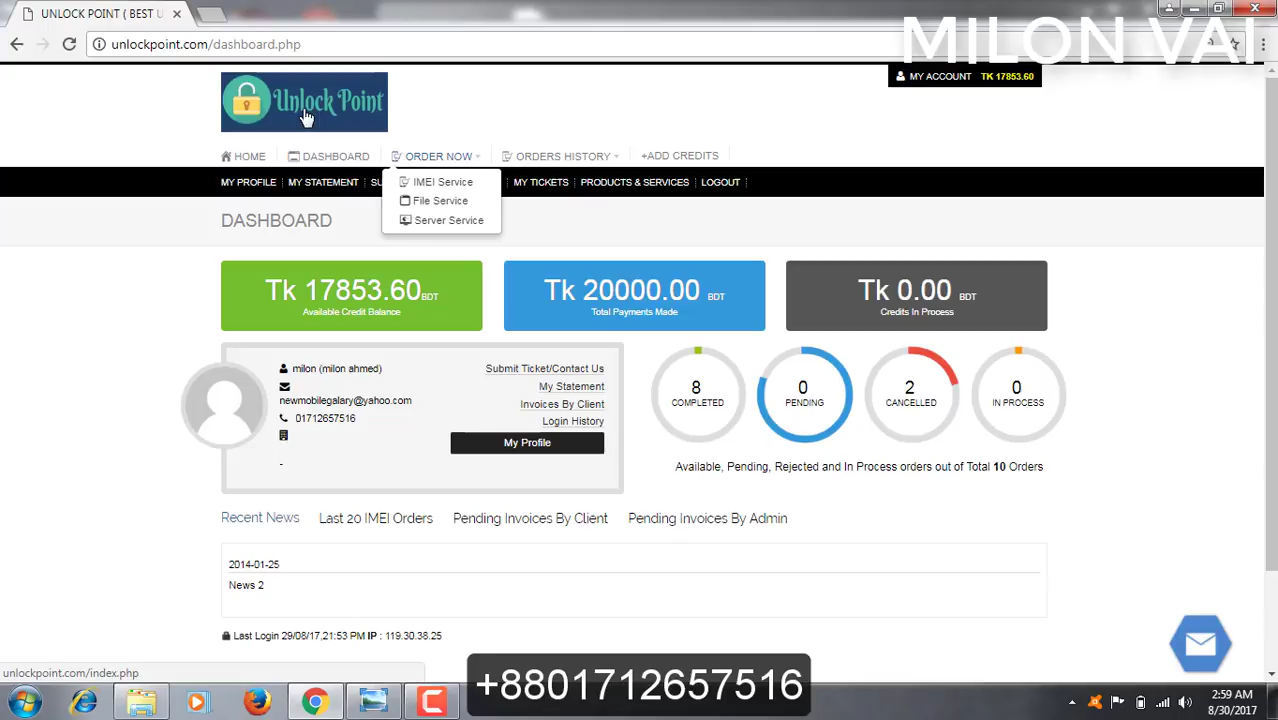 UNLOCK POINT ( BEST U
MILON VAI
unlockpoint.com/dashboard.php
MY ACCOUNT TK 17853.60
Unlock Point
HOME DASHBOARD ORDER NOW ORDERS HISTORY +ADD CREDITS
MY PROFILE MY STATEMENT SU MY TICKETS PRODUCTS & SERVICES LOGOUT
IMEI Service
File Service
Server Service
DASHBOARD
Tk 17853.60 BDT
Available Credit Balance
Tk 20000.00 BDT
Total Payments Made
Tk 0.00 BDT
Credits In Process
milon (milon ahmed)
newmobilegalary@yahoo.com
01712657516
-
Submit Ticket/Contact Us
My Statement
Invoices By Client
Login History
My Profile
8
COMPLETED
0
PENDING
2
CANCELLED
0
IN PROCESS
Available, Pending, Rejected and In Process orders out of Total 10 Orders
Recent News Last 20 IMEI Orders Pending Invoices By Client Pending Invoices By Admin
2014-01-25
News 2
Last Login 29/08/17,21:53 PM IP : 119.30.38.25
unlockpoint.com/index.php
+8801712657516
2:59 AM
8/30/2017